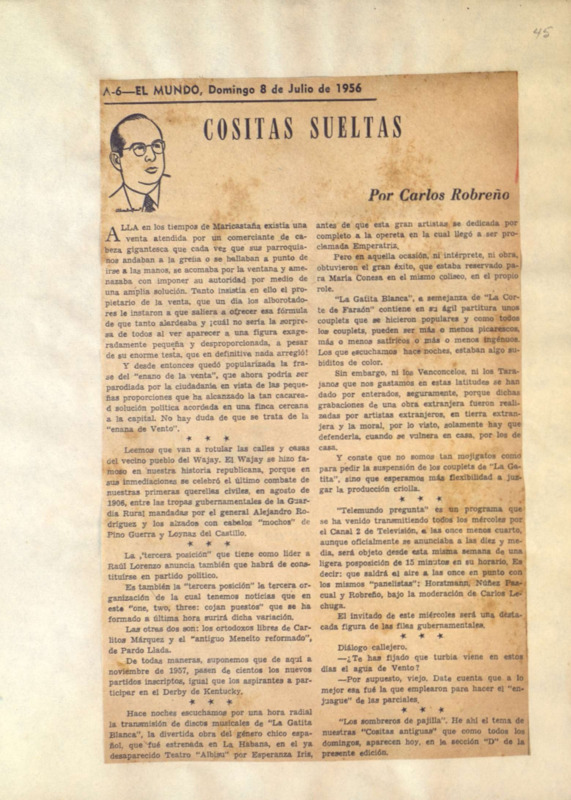 45
A-6—EL MUNDO, Domingo 8 de Julio de 1956
COSITAS SUELTAS
Por Carlos Robreño
ALLA en los tiempos de Maricastaña existía una
venta atendida por un comerciante de ca-
beza gigantesca que cada vez que sus parroquia-
nos andaban a la greña o se hallaban a punto de
irse a las manos, se acomaba por la ventana y ame-
nazaba con imponer su autoridad por medio de
una amplia solución. Tanto insistía en ello el pro-
pietario de la venta, que un día los alborotado-
res le instaron a que saliera a ofrecer esa fórmula
de que tanto alardeaba y ¡cuál no sería la sorpre-
sa de todos al ver aparecer a una figura exage-
radamente pequeña y desproporcionada, a pesar
de su enorme testa, que en definitiva nada arregló!
Y desde entonces quedó popularizada la fra-
se del "enano de la venta", que ahora podría ser
parodiada por la ciudadanía en vista de las peque-
ñas proporciones que ha alcanzado la tan cacarea-
d solución política acordada en una finca cercana
a la capital. No hay duda de que se trata de la
"enana de Vento".
* * *
Leemos que van a rotular las calles y casas
del vecino pueblo del Wajay. El Wajay se hizo fa-
moso en nuestra historia republicana, porque en
sus inmediaciones se celebró el último combate de
nuestras primeras querellas civiles, en agosto de
1906, entre las tropas gubernamentales de la Guar-
dia Rural mandadas por el general Alejandro Ro-
dríguez y los alzados con cabelos "mochos" de
Pino Guerra y Loynaz del Castillo.
* * *
La "tercera posición" que tiene como líder a
Raúl Lorenzo anuncia también que habrá de cons-
tituírse en partido político.
Es también la "tercera posición" la tercera or-
ganización de la cual tenemos noticias que en
este "one, two, three: cojan puestos" que se ha
formado a última hora surirá dicha variación.
Las otras dos son: los ortodoxos libres de Car-
litos Márquez y el "antiguo Meneito reformado",
de Pardo Llada.
De todas maneras, suponemos que de aquí a
noviembre de 1957, pasen de cientos los nuevos
partidos inscriptos, igual que los aspirantes a par-
ticipar en el Derby de Kentucky.
* * *
Hace noches escuchamos por una hora radial
la transmisión de discos musicales de "La Gatita
Blanca", la divertida obra del género chico espa-
ñol, que fué estrenada en La Habana, en el ya
desaparecido Teatro "Albisu" por Esperanza Iris,
antes de que esta gran artistas se dedicada por
completo a la opereta en la cual llegó a ser pro-
clamada Emperatriz.
Pero en aquella ocasión, ni intérprete, ni obra,
obtuvieron el gran éxito, que estaba reservado pa-
ra María Conesa en el mismo coliseo, en el propio
role.
"La Gatita Blanca", a semejanza de "La Cor-
te de Faraón" contiene en su ágil partitura unos
couplets que se hicieron populares y como todos
los couplets, pueden ser más o menos picarescos,
más o menos satíricos o más o menos ingénuos.
Los que escuchamos hace noches, estaban algo su-
biditos de color.
Sin embargo, ni los Venconcelos, ni los Tara-
janos que nos gastamos en estas latitudes se han
dado por enterados, seguramente, porque dichas
grabaciones de una obra extranjera fueron reali-
zadas por artistas extranjeros, en tierra extran-
jera y la moral, por lo visto, solamente hay que
defenderla, cuando se vulnera en casa, por los de
casa.
Y conste que no somos tan mojigatos como
para pedir la suspensión de los couplets de "La Ga-
tita", sino que esperamos más flexibilidad a juz-
gar la producción criolla.
* * *
"Telemundo pregunta" es un programa que
se ha venido transmitiendo todos los miércoles por
el Canal 2 de Televisión, a las once menos cuarto,
aunque oficialmente se anunciaba a las diez y me-
dia, será objeto desde esta misma semana de una
ligera posposición de 15 minutos en su horario, Es
decir: que saldrá el aire a las once en punto con
los mismos "panelistas"; Horstmann, Núñez Pas-
cual y Robreño, bajo la moderación de Carlos Le-
chuga.
El invitado de este miércoles será una desta-
cada figura de las filas gubernamentales.
* * *
Diálogo callejero.
—¿Te has fijado que turbia viene en estos
días el agua de Vento?
—Por supuesto, viejo. Date cuenta que a lo
mejor esa fué la que emplearon para hacer el "en-
juague" de las parciales.
* * *
"Los sombreros de pajilla". He ahí el tema de
nuestras "Cositas antiguas" que como todos los
domingos, aparecen hoy, en la sección "D" de la
presente edición.